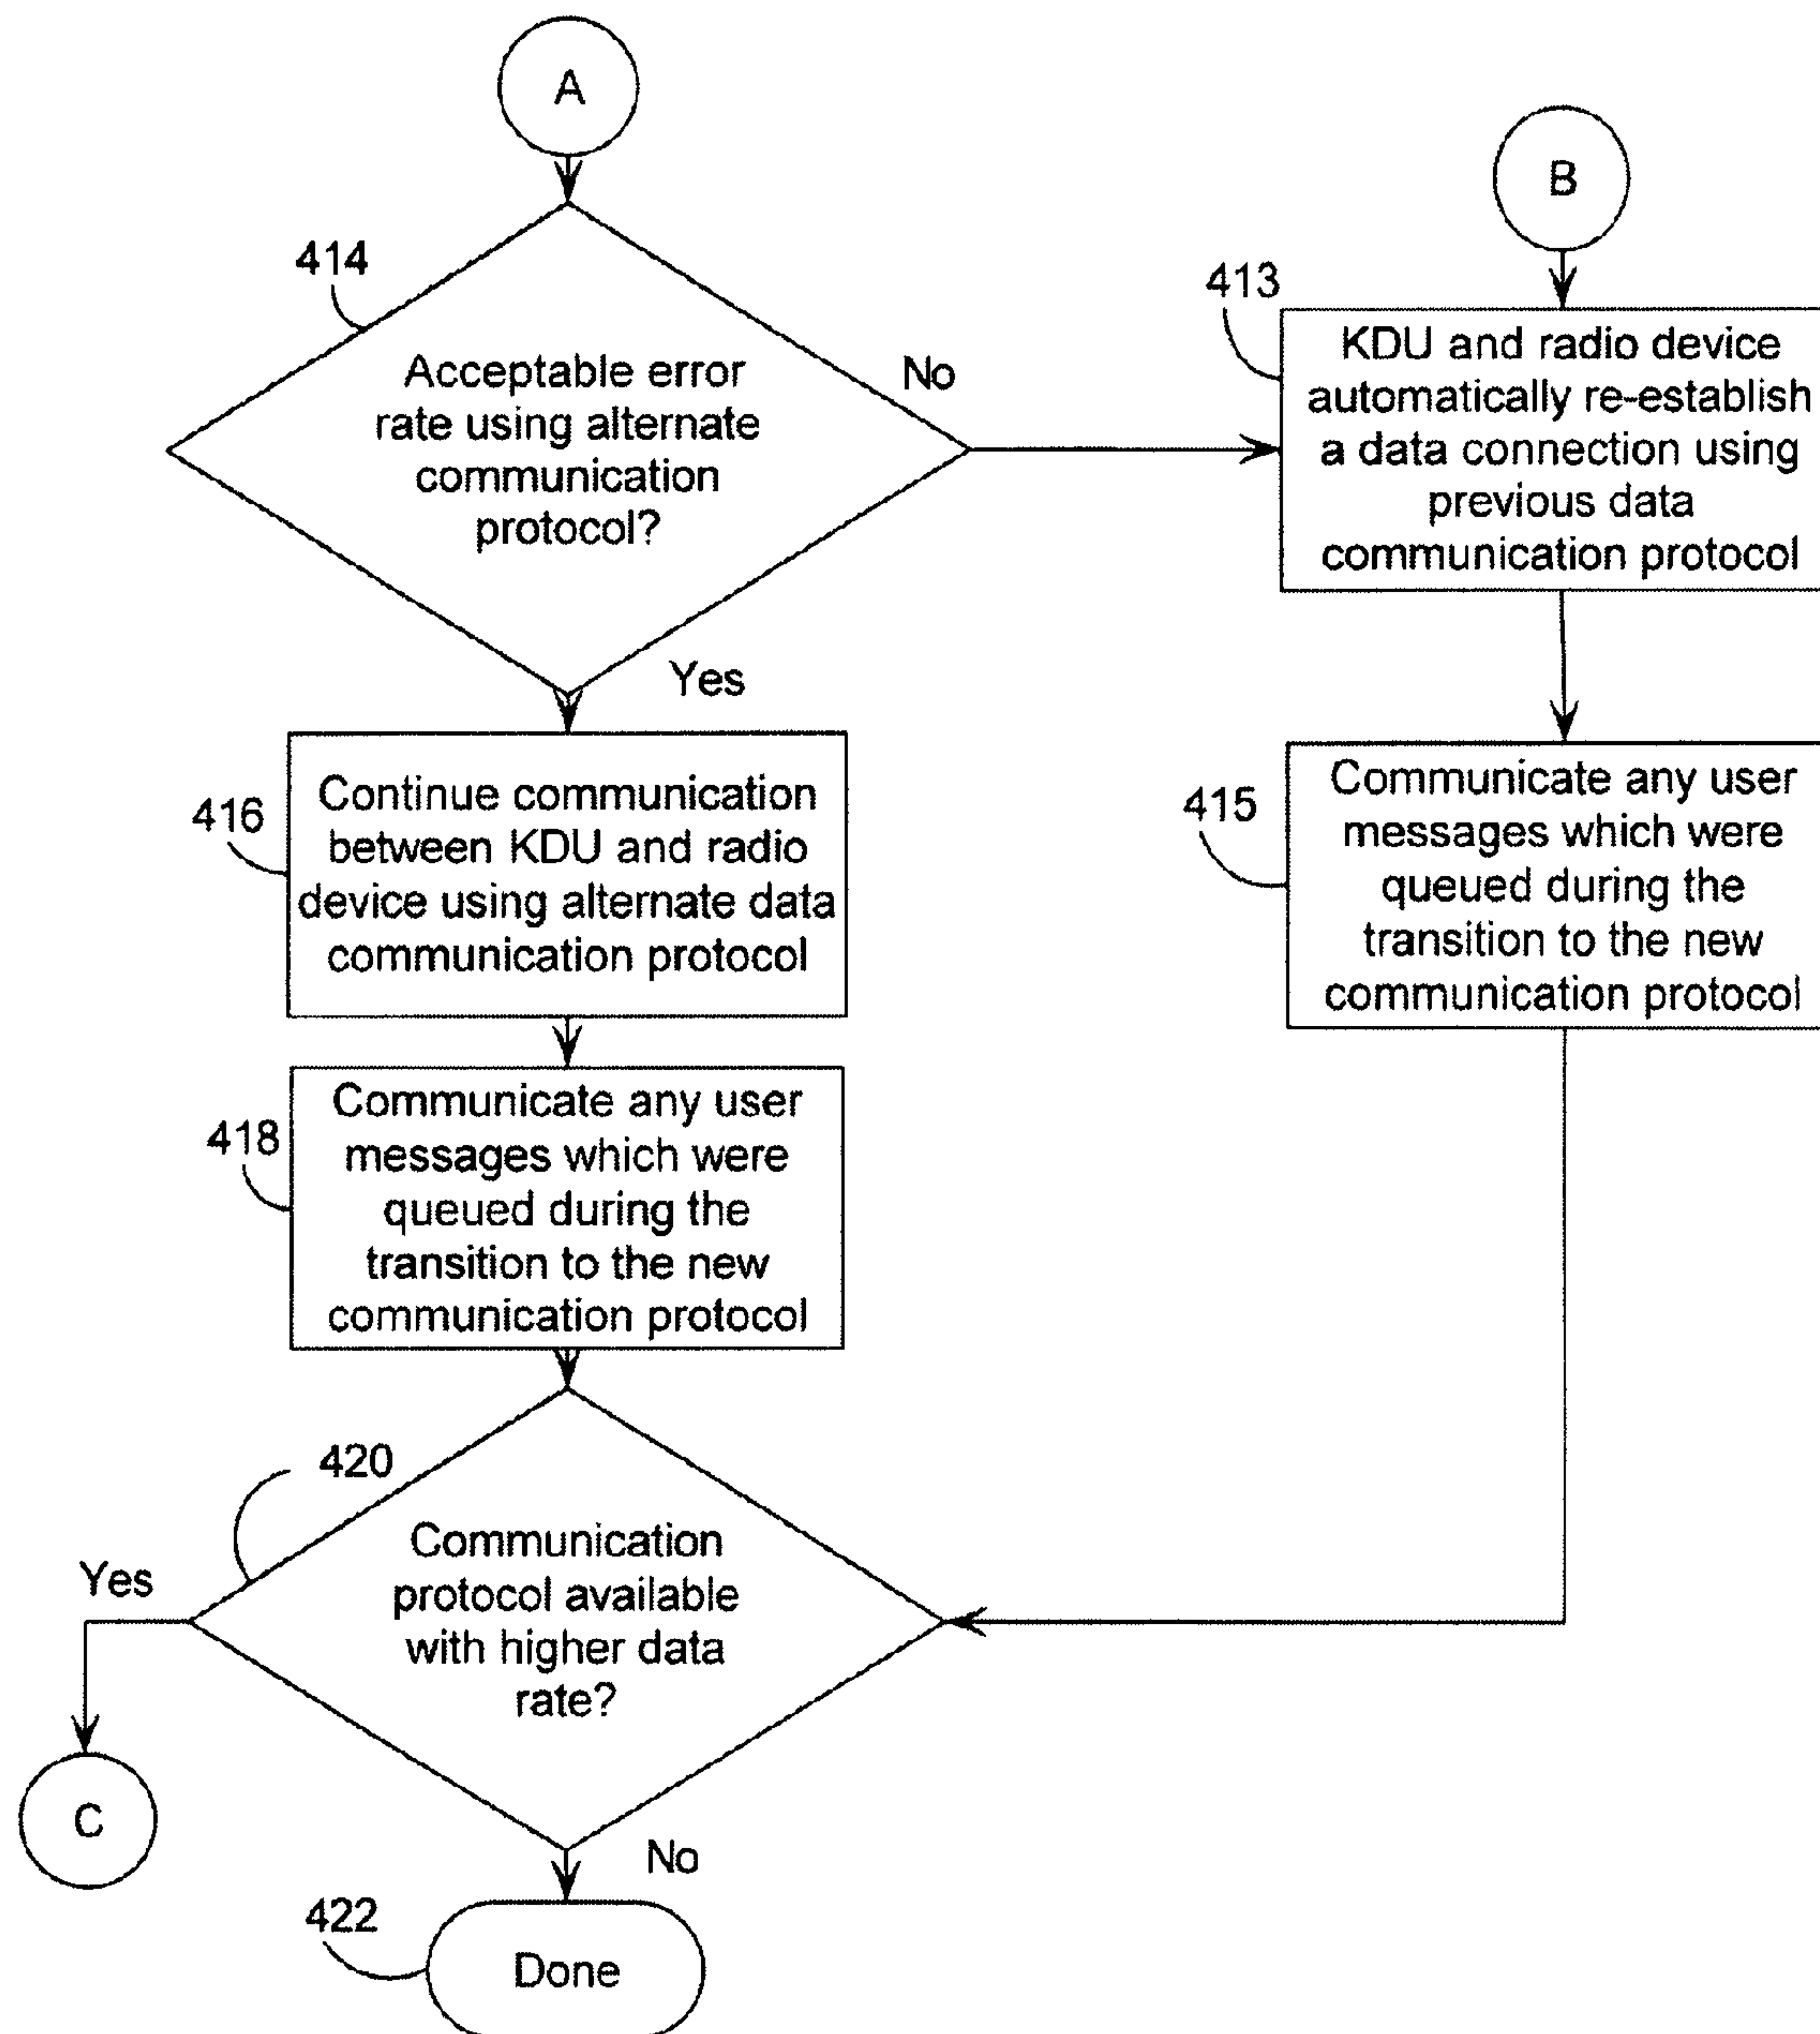 A
B
414
413
Acceptable error
rate using alternate
communication
protocol?
No
KDU and radio device
automatically re-establish
a data connection using
previous data
communication protocol
Yes
416
Continue communication
between KDU and radio
device using alternate data
communication protocol
415
Communicate any user
messages which were
queued during the
transition to the new
communication protocol
418
Communicate any user
messages which were
queued during the
transition to the new
communication protocol
420
Communication
protocol available
with higher data
rate?
Yes
C
No
422
Done